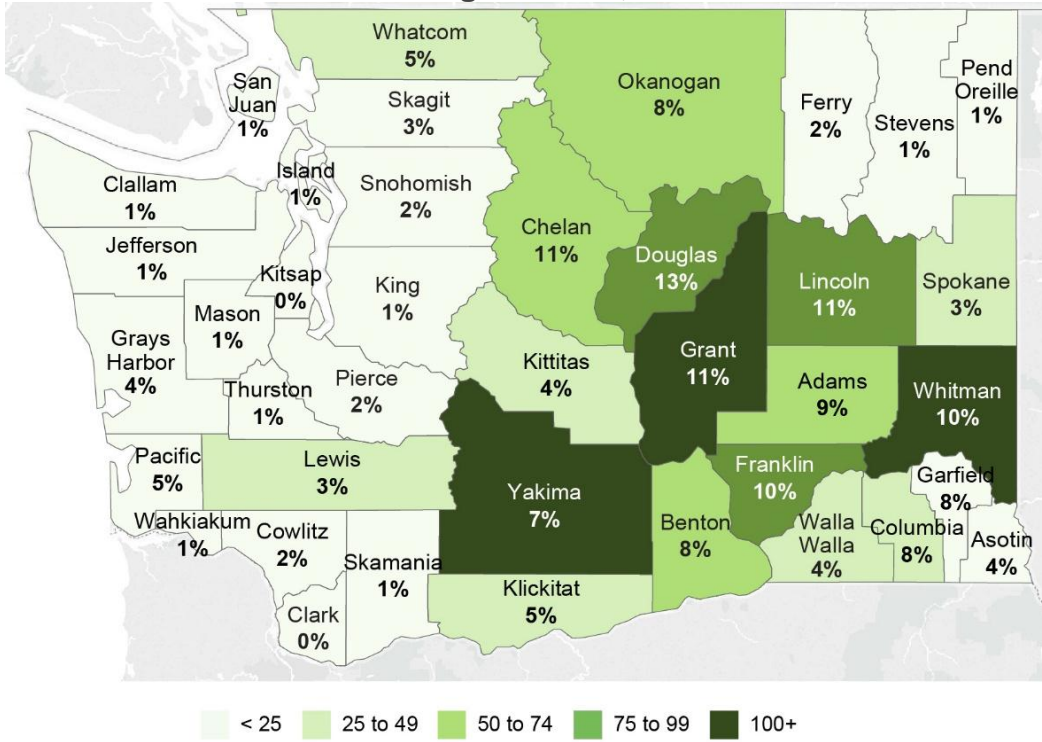 Whatcom
5%
San
Juan
1%
Skagit
3%
Okanogan
8%
Ferry
2%
Stevens
1%
Pend
Oreille
1%
Clallam
1%
Island
1%
Snohomish
2%
Jefferson
1%
Kitsap
0%
King
1%
Chelan
11%
Douglas
13%
Lincoln
11%
Spokane
3%
Grays
Harbor
4%
Mason
1%
Thurston
1%
Pierce
2%
Kittitas
4%
Grant
11%
Adams
9%
Whitman
10%
Pacific
5%
Lewis
3%
Yakima
7%
Benton
8%
Franklin
10%
Walla
Walla
4%
Columbia
8%
Garfield
8%
Asotin
4%
Wahkiakum
1%
Cowlitz
2%
Skamania
1%
Clark
0%
Klickitat
5%
< 25
25 to 49
50 to 74
75 to 99
100+